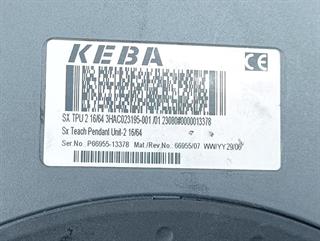 KEBA
CE
SX TPU 2 16/64 3HAC023195-001 /01 23080#0000013378
Sx Teach Pendant Unit-2 16/64
Ser.No.: P66955-13378 Mat./Rev.No.: 66955/07 WW/YY 29/06